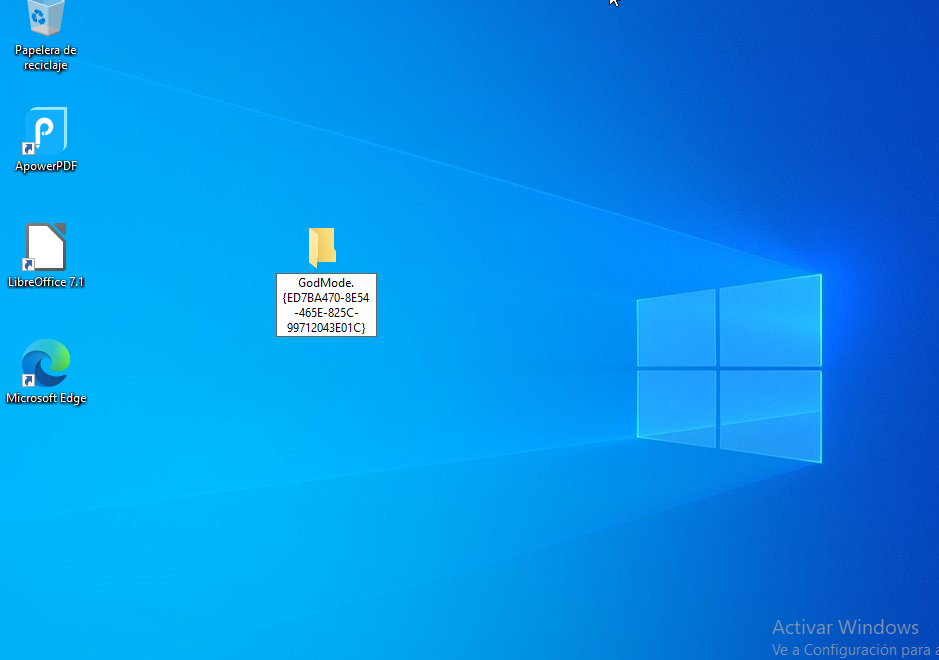 Papelera de
reciclaje
ApowerPDF
LibreOffice 7.1
Microsoft Edge
GodMode.
{ED7BA470-8E54
-465E-825C-
99712043E01C}
Activar Windows
Ve a Configuración para a